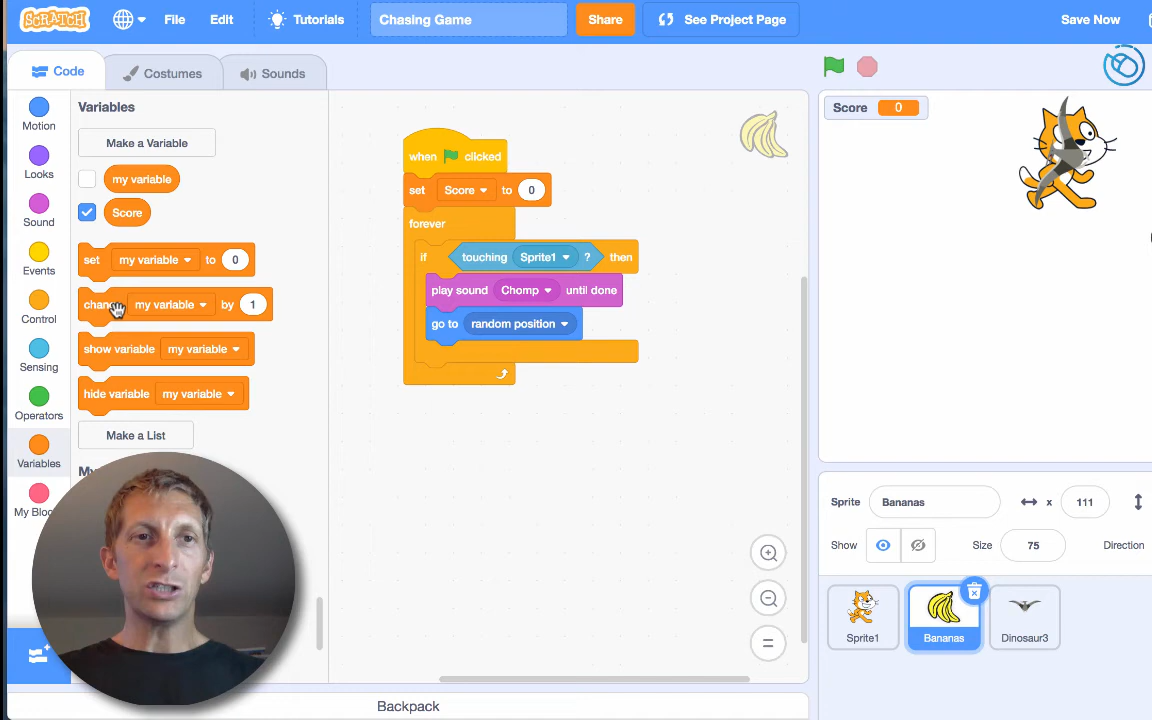 SCRATCH
File
Edit
Tutorials
Chasing Game
Share
See Project Page
Save Now
Code
Costumes
Sounds
Motion
Looks
Sound
Events
Control
Sensing
Operators
Variables
Variables
Make a Variable
my variable
Score
set my variable to 0
my variable by 1
show variable my variable
hide variable my variable
Make a List
when clicked
set Score to 0
forever
if touching Sprite1 ? then
play sound Chomp until done
go to random position
Score 0
Sprite Bananas x 111
Show Size 75 Direction
Sprite1
Bananas
Dinosaur3
Backpack